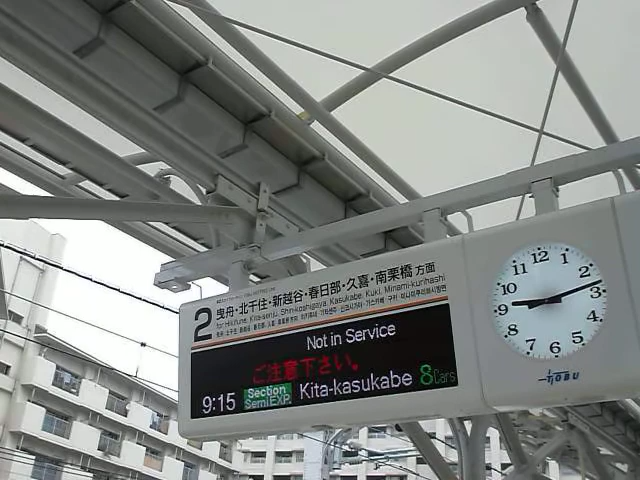 2
曳舟・北千住・新越谷・春日部・久喜・南栗橋 方面
for Hikifune, Kita-senju, Shin-koshigaya, Kasukabe, Kuki, Minami-kurihashi
Not in Service
ご注意下さい。
9:15 Section Semi EXP. Kita-kasukabe 8Cars
12
1
2
3
4
5
6
7
8
9
10
11
TOBU